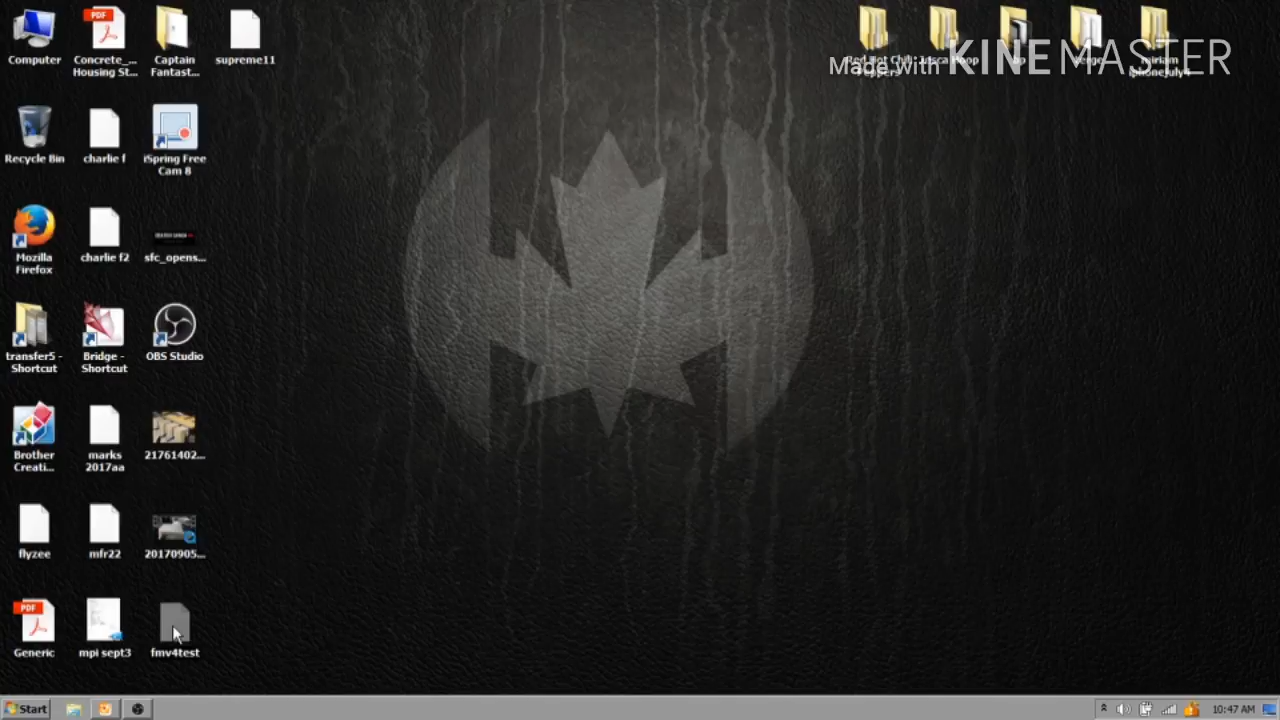 Computer
Concrete_...
Housing St...
Captain
Fantast...
supreme11
Made with KINEMASTER
Recycle Bin
charlie f
iSpring Free
Cam 8
Mozilla
Firefox
charlie f2
sfc_opens...
transfer5 -
Shortcut
Bridge -
Shortcut
OBS Studio
Brother
Creati...
marks
2017aa
21761402...
flyzee
mfr22
20170905...
PDF
Generic
mpi sept3
fmv4test
Start
10:47 AM